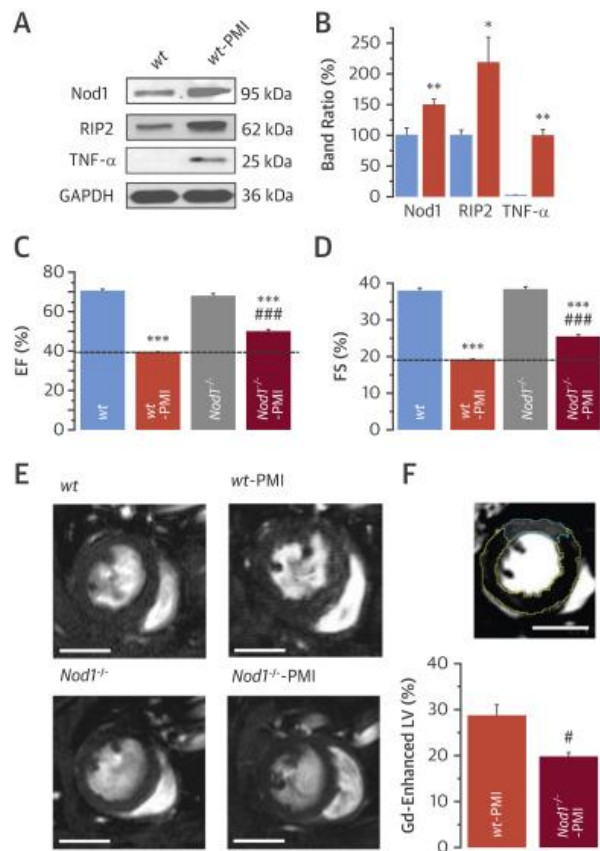 A
wt
wt-PMI
Nod1
95 kDa
RIP2
62 kDa
TNF-α
25 kDa
GAPDH
36 kDa
B
Band Ratio (%)
250
200
150
100
50
0
**
*
**
Nod1
RIP2
TNF-α
C
EF (%)
80
60
40
20
0
***
***
###
wt
wt
-PMI
Nod1-/-
Nod1-/-
-PMI
D
FS (%)
40
30
20
10
0
***
***
###
wt
wt
-PMI
Nod1-/-
Nod1-/-
-PMI
E
wt
wt-PMI
Nod1-/-
Nod1-/--PMI
F
Gd-Enhanced LV (%)
40
30
20
10
0
#
wt-PMI
Nod1-/-
-PMI